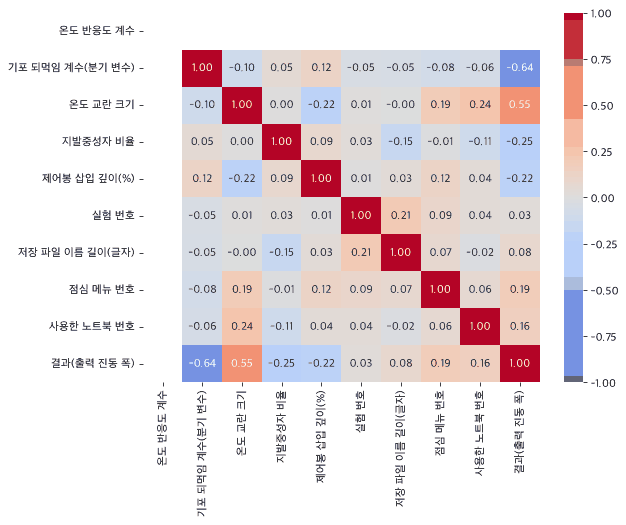 온도 반응도 계수
기포 되먹임 계수(분기 변수) 1.00 -0.10 0.05 0.12 -0.05 -0.05 -0.08 -0.06 -0.64
온도 교란 크기 -0.10 1.00 0.00 -0.22 0.01 -0.00 0.19 0.24 0.55
지발중성자 비율 0.05 0.00 1.00 0.09 0.03 -0.15 -0.01 -0.11 -0.25
제어봉 삽입 깊이(%) 0.12 -0.22 0.09 1.00 0.01 0.03 0.12 0.04 -0.22
실험 번호 -0.05 0.01 0.03 0.01 1.00 0.21 0.09 0.04 0.03
저장 파일 이름 길이(글자) -0.05 -0.00 -0.15 0.03 0.21 1.00 0.07 -0.02 0.08
점심 메뉴 번호 -0.08 0.19 -0.01 0.12 0.09 0.07 1.00 0.06 0.19
사용한 노트북 번호 -0.06 0.24 -0.11 0.04 0.04 -0.02 0.06 1.00 0.16
결과(출력 진동 폭) -0.64 0.55 -0.25 -0.22 0.03 0.08 0.19 0.16 1.00
온도 반응도 계수
기포 되먹임 계수(분기 변수)
온도 교란 크기
지발중성자 비율
제어봉 삽입 깊이(%)
실험 번호
저장 파일 이름 길이(글자)
점심 메뉴 번호
사용한 노트북 번호
결과(출력 진동 폭)
1.00
0.75
0.50
0.25
0.00
-0.25
-0.50
-0.75
-1.00